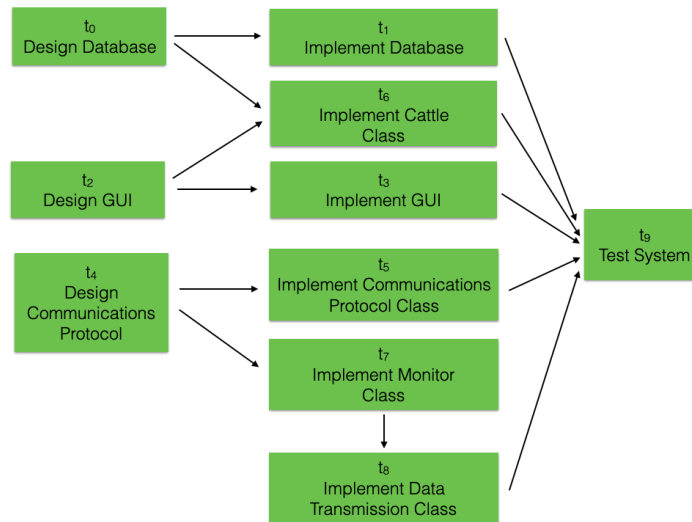 t₀
Design Database
t₁
Implement Database
t₆
Implement Cattle
Class
t₂
Design GUI
t₃
Implement GUI
t₉
Test System
t₄
Design
Communications
Protocol
t₅
Implement Communications
Protocol Class
t₇
Implement Monitor
Class
t₈
Implement Data
Transmission Class